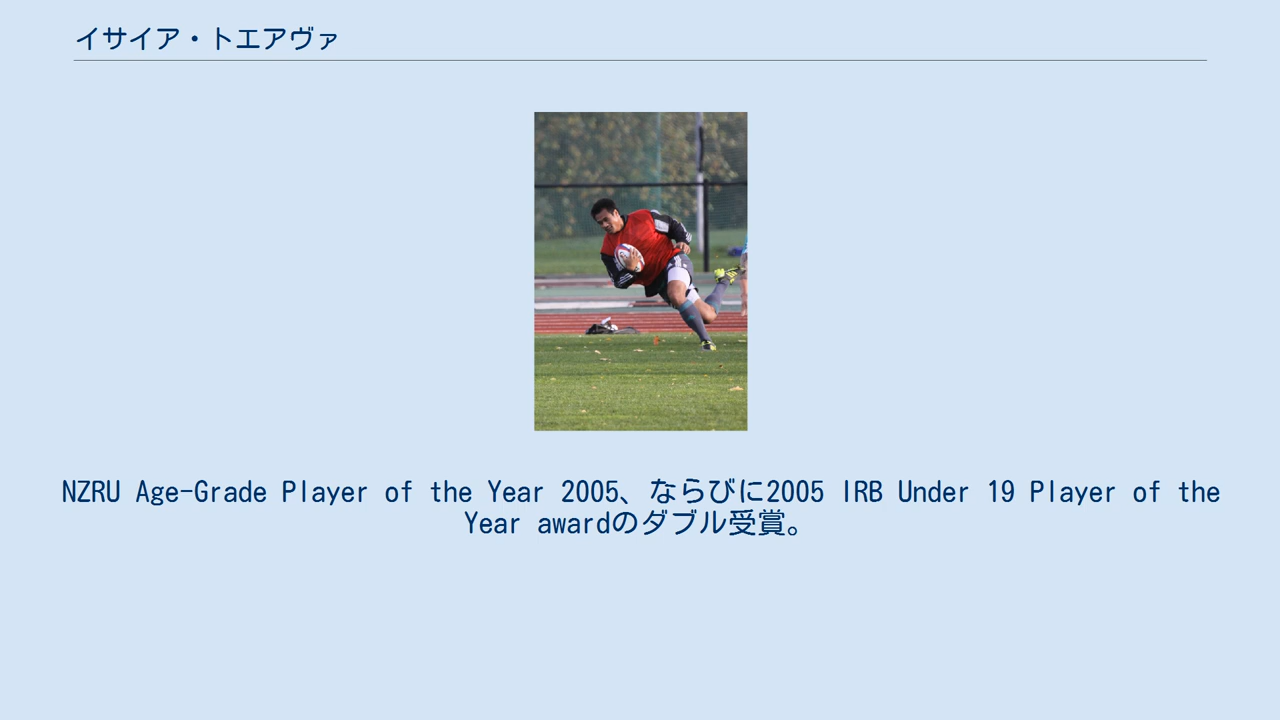 イサイア・トエアヴァ
NZRU Age-Grade Player of the Year 2005、ならびに2005 IRB Under 19 Player of the
Year awardのダブル受賞。